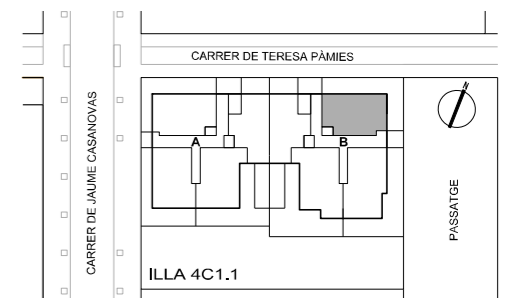 CARRER DE TERESA PÀMIES
N
CARRER DE JAUME CASANOVAS
A
B
PASSATGE
ILLA 4C1.1